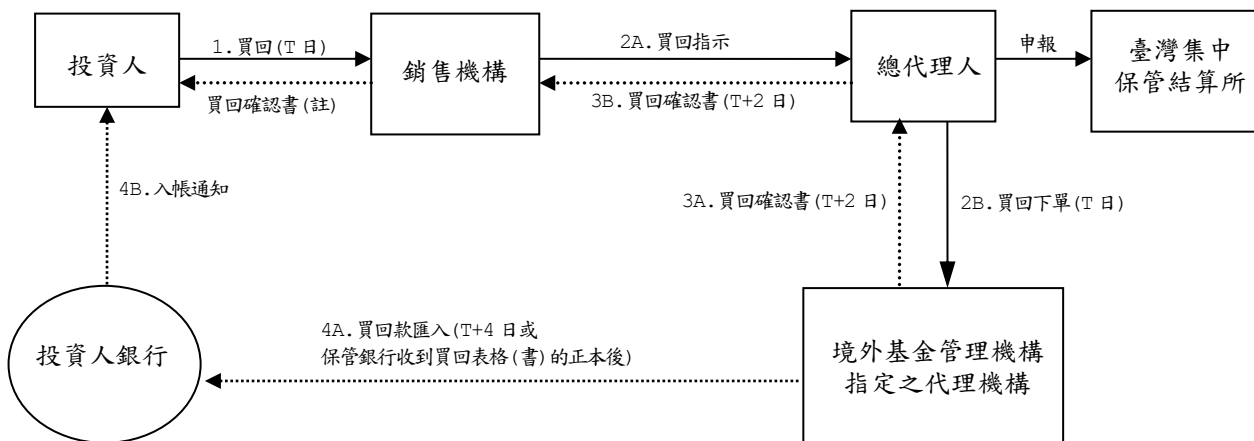 1.買回(T 日)
2A.買回指示
申報
投資人
銷售機構
總代理人
臺灣集中
保管結算所
買回確認書(註)
3B.買回確認書(T+2 日)
4B.入帳通知
3A.買回確認書(T+2 日)
2B.買回下單(T 日)
4A.買回款匯入(T+4 日或
保管銀行收到買回表格(書)的正本後)
投資人銀行
境外基金管理機構
指定之代理機構